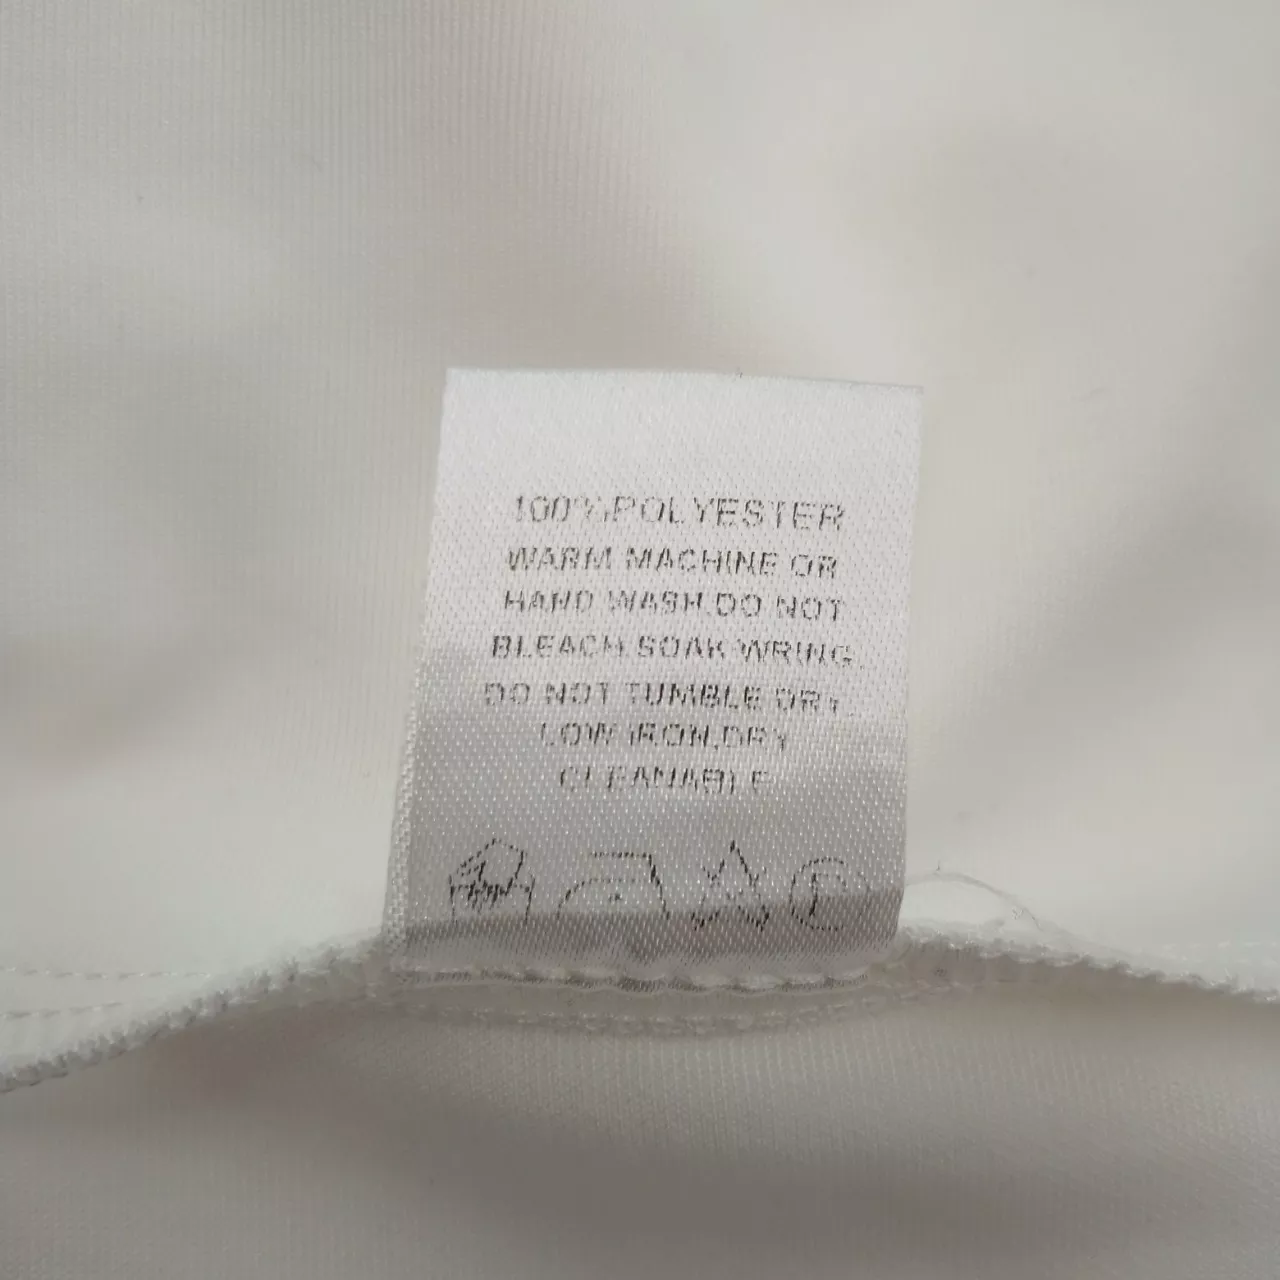 100%POLYESTER
WARM MACHINE OR
HAND WASH.DO NOT
BLEACH.SOAK WRING.
DO NOT TUMBLE DRY.
LOW IRON.DRY
CLEANABLE
P